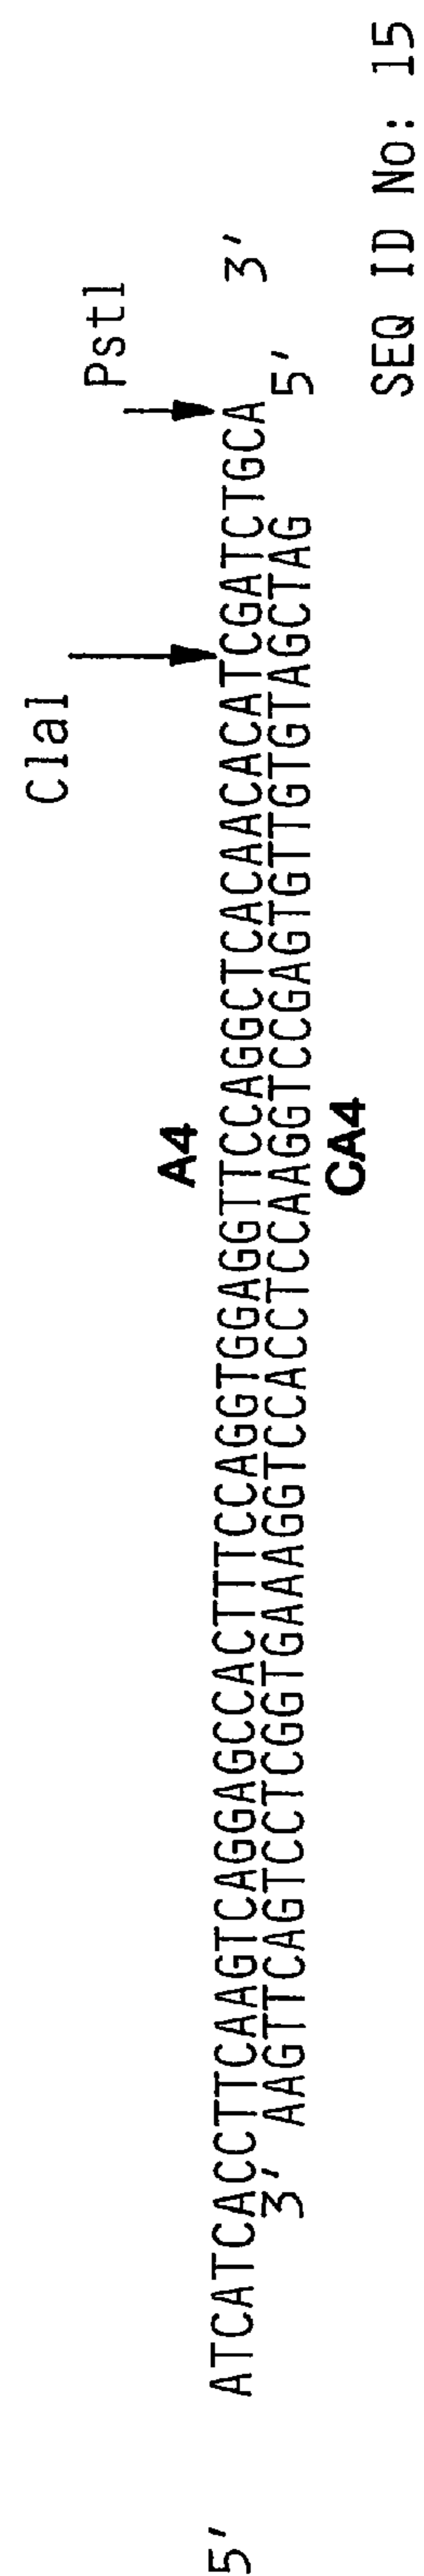 ClaI PstI
A4
5' ATCATCACCTTCAAGTCAGGAGCCACTTTCCAGGTGGAGGTTCCAGGCTCACAACACATCGATCTGCA 3'
3' AAGTTCAGTCCTCGGTGAAAGGTCCACCTCCAAGGTCCGAGTGTTGTGTAGCTAG 5'
CA4
SEQ ID No: 15